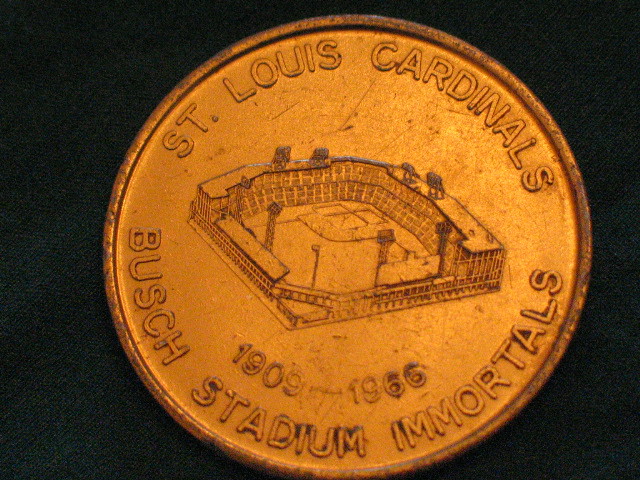 ST. LOUIS CARDINALS
1909-1966
BUSCH STADIUM IMMORTALS